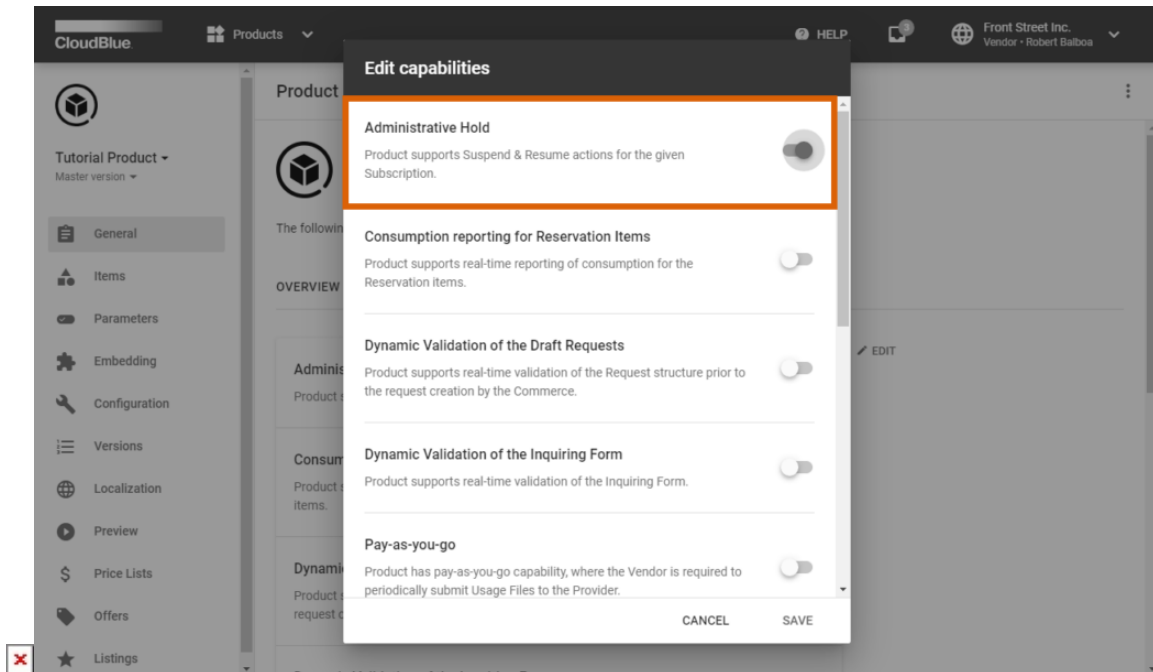 CloudBlue
Products
HELP
3
Front Street Inc.
Vendor • Robert Balboa
Tutorial Product
Master version
General
Items
Parameters
Embedding
Configuration
Versions
Localization
Preview
Price Lists
Offers
Listings
Product
The followin
OVERVIEW
EDIT
Adminis
Product s
Consum
Product s
items.
Dynami
Product s
request c
Edit capabilities
Administrative Hold
Product supports Suspend & Resume actions for the given
Subscription.
Consumption reporting for Reservation Items
Product supports real-time reporting of consumption for the
Reservation items.
Dynamic Validation of the Draft Requests
Product supports real-time validation of the Request structure prior to
the request creation by the Commerce.
Dynamic Validation of the Inquiring Form
Product supports real-time validation of the Inquiring Form.
Pay-as-you-go
Product has pay-as-you-go capability, where the Vendor is required to
periodically submit Usage Files to the Provider.
CANCEL
SAVE